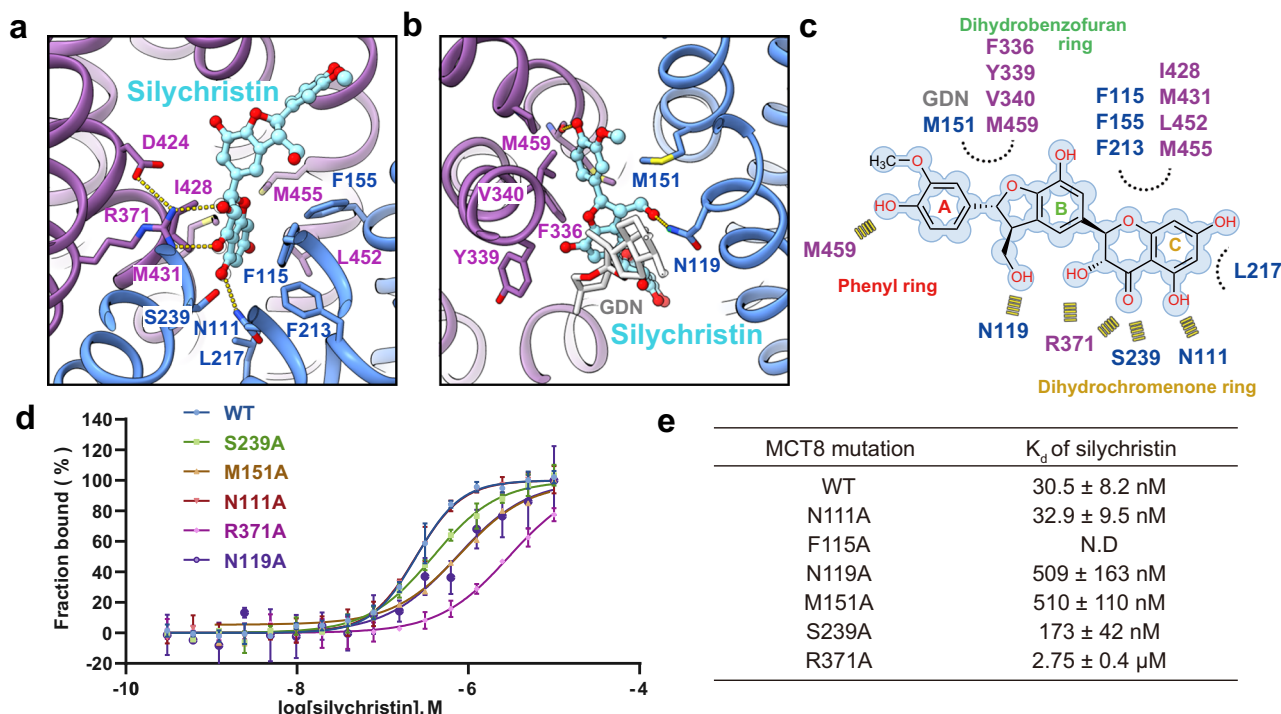 a
Silychristin
D424
I428
M455
F155
R371
M431
F115
L452
S239
N111
F213
L217
b
M459
M151
V340
F336
Y339
N119
GDN
Silychristin
c
Dihydrobenzofuran
ring
F336
Y339
GDN V340
M151 M459
I428
F115 M431
F155 L452
F213 M455
H₃C O OH
HO A O B O OH
C
M459
OH HO O OH
L217
Phenyl ring
N119
R371
S239 N111
Dihydrochromenone ring
d
WT
S239A
M151A
N111A
R371A
N119A
Fraction bound (%)
140
120
100
80
60
40
20
0
-20
-10 -8 -6 -4
log[silychristin], M
e
MCT8 mutation Kd of silychristin
WT 30.5 ± 8.2 nM
N111A 32.9 ± 9.5 nM
F115A N.D
N119A 509 ± 163 nM
M151A 510 ± 110 nM
S239A 173 ± 42 nM
R371A 2.75 ± 0.4 μM